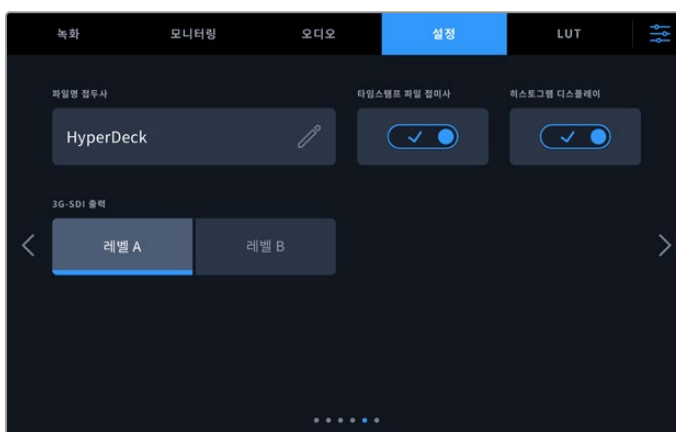 녹화 모니터링 오디오 설정 LUT
파일명 접두사 타임스탬프 파일 접미사 히스토그램 디스플레이
HyperDeck
3G-SDI 출력
레벨 A 레벨 B